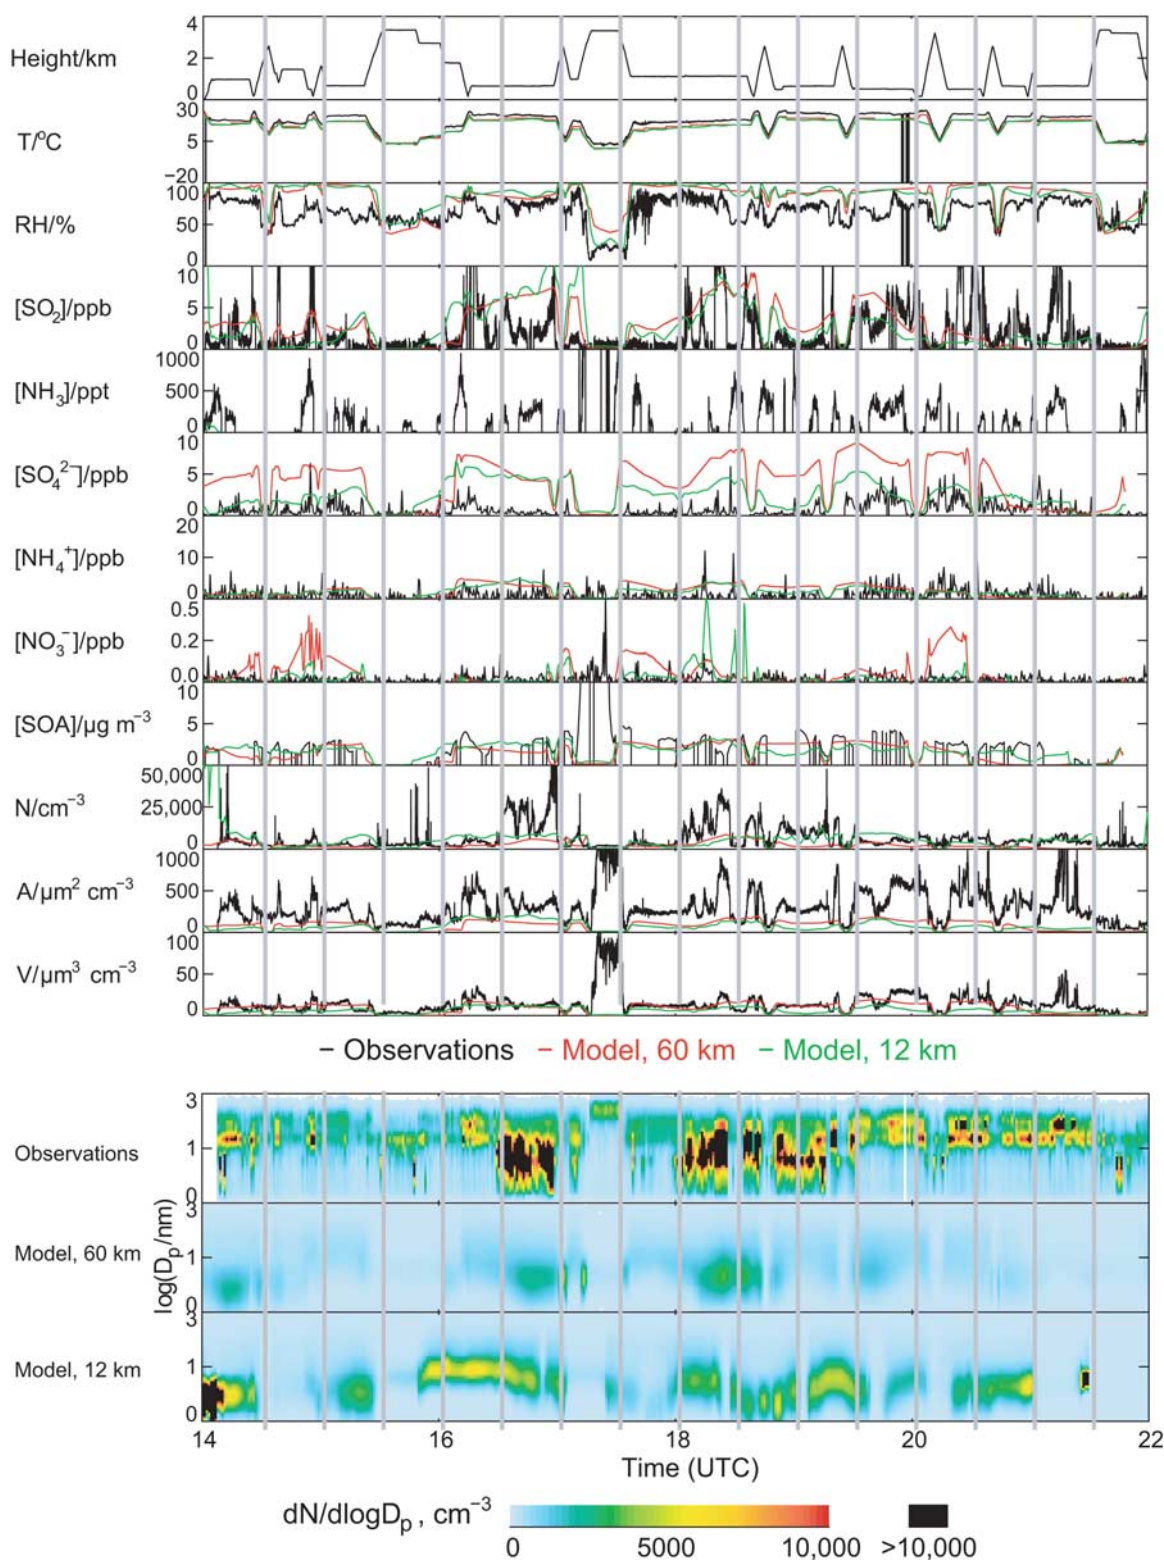 Height/km
4
2
0
T/°C
30
5
−20
RH/%
100
50
0
[SO₂]/ppb
10
5
0
[NH₃]/ppt
1000
500
0
[SO₄²⁻]/ppb
10
5
0
[NH₄⁺]/ppb
20
10
0
[NO₃⁻]/ppb
0.5
0.2
0.0
[SOA]/µg m⁻³
10
5
0
N/cm⁻³
50,000
25,000
0
A/µm² cm⁻³
1000
500
0
V/µm³ cm⁻³
100
50
0
– Observations – Model, 60 km – Model, 12 km
Observations
3
1
0
Model, 60 km
3
1
0
Model, 12 km
3
1
0
log(Dₚ/nm)
14 16 18 20 22
Time (UTC)
dN/dlogDₚ, cm⁻³
0 5000 10,000 >10,000